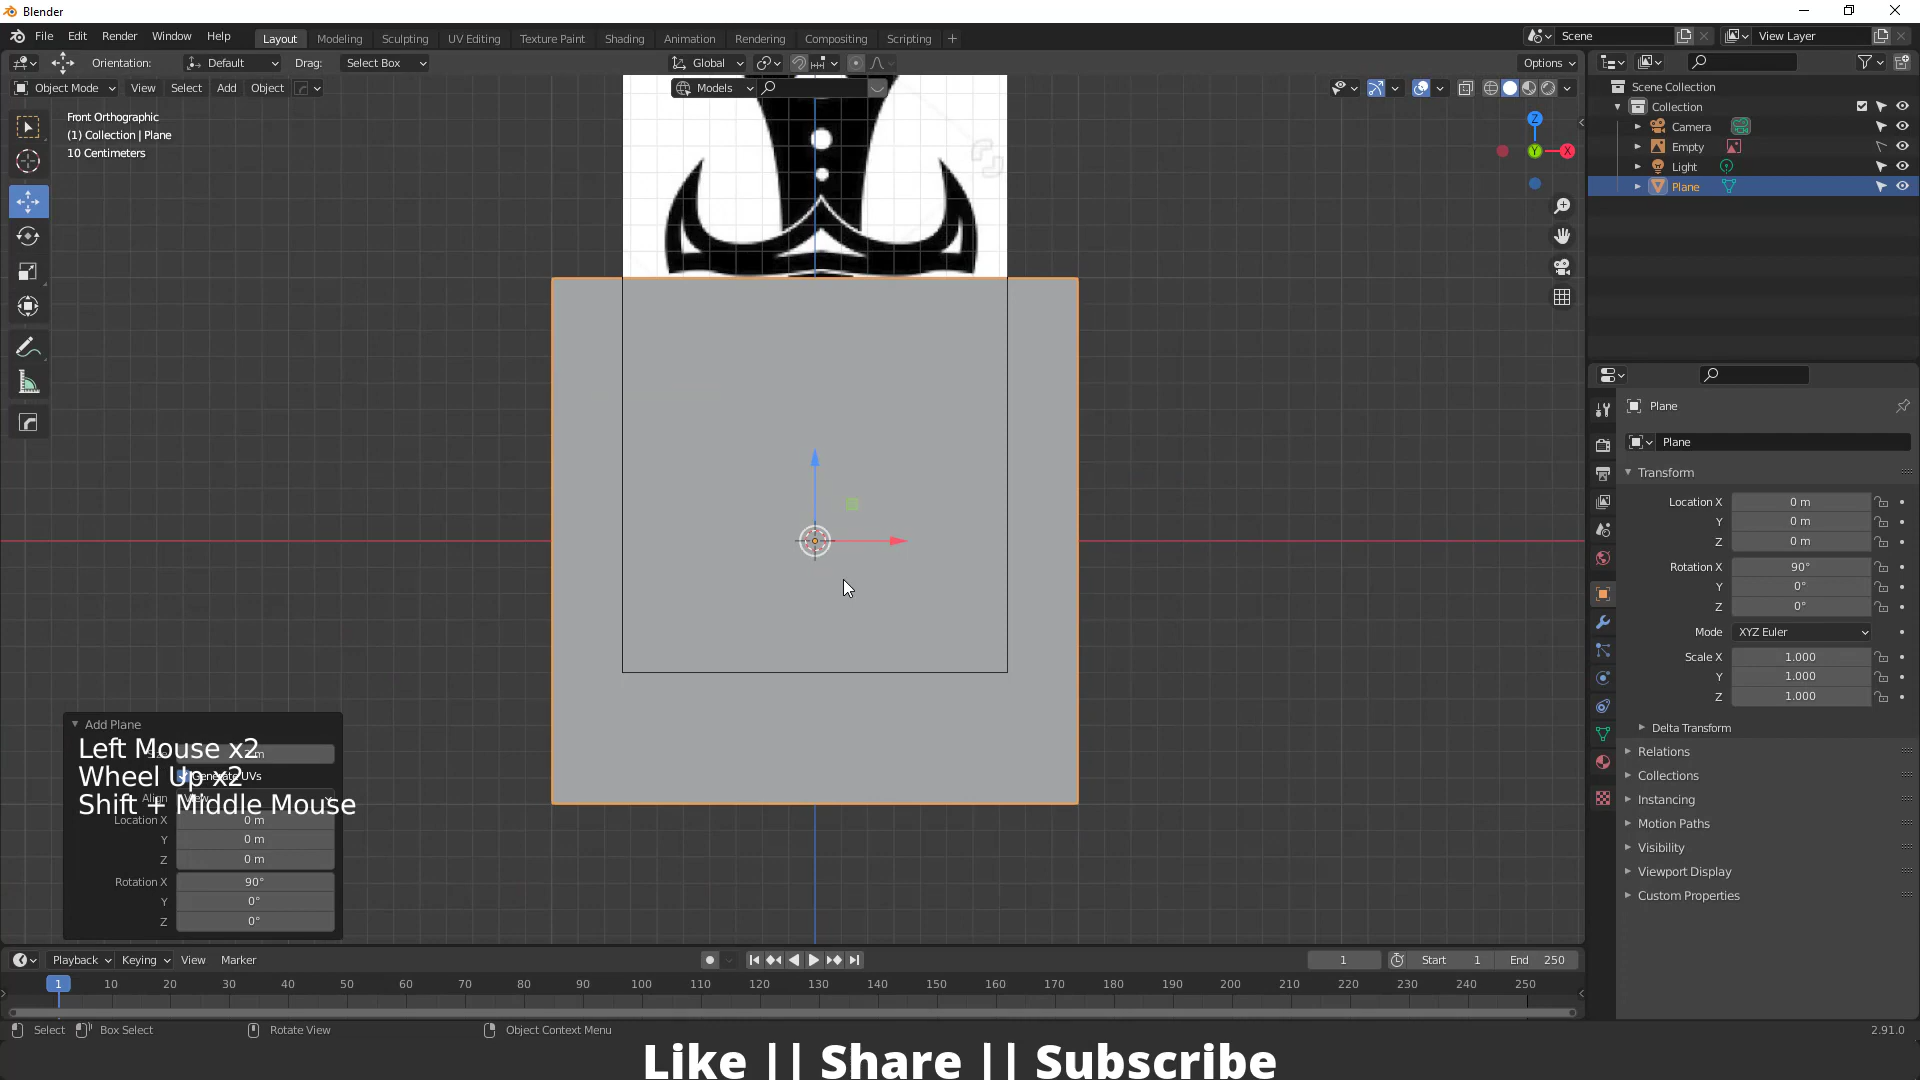 Blender
File Edit Render Window Help
Layout Modeling Sculpting UV Editing Texture Paint Shading Animation Rendering Compositing Scripting +
Scene
View Layer
Orientation: Default Drag: Select Box
Global
Options
Object Mode View Select Add Object
Models
Front Orthographic
(1) Collection | Plane
10 Centimeters
Z
Y
X
Scene Collection
Collection
Camera
Empty
Light
Plane
Plane
Plane
Transform
Location X 0 m
Y 0 m
Z 0 m
Rotation X 90°
Y 0°
Z 0°
Mode XYZ Euler
Scale X 1.000
Y 1.000
Z 1.000
Delta Transform
Relations
Collections
Instancing
Motion Paths
Visibility
Viewport Display
Custom Properties
Add Plane
Left Mouse x2
Generate UVs
Wheel Up x2
Align
Shift + Middle Mouse
Location X 0 m
Y 0 m
Z 0 m
Rotation X 90°
Y 0°
Z 0°
Playback Keying View Marker
1 Start 1 End 250
1 10 20 30 40 50 60 70 80 90 100 110 120 130 140 150 160 170 180 190 200 210 220 230 240 250
Select Box Select Rotate View Object Context Menu
2.91.0
Like || Share || Subscribe